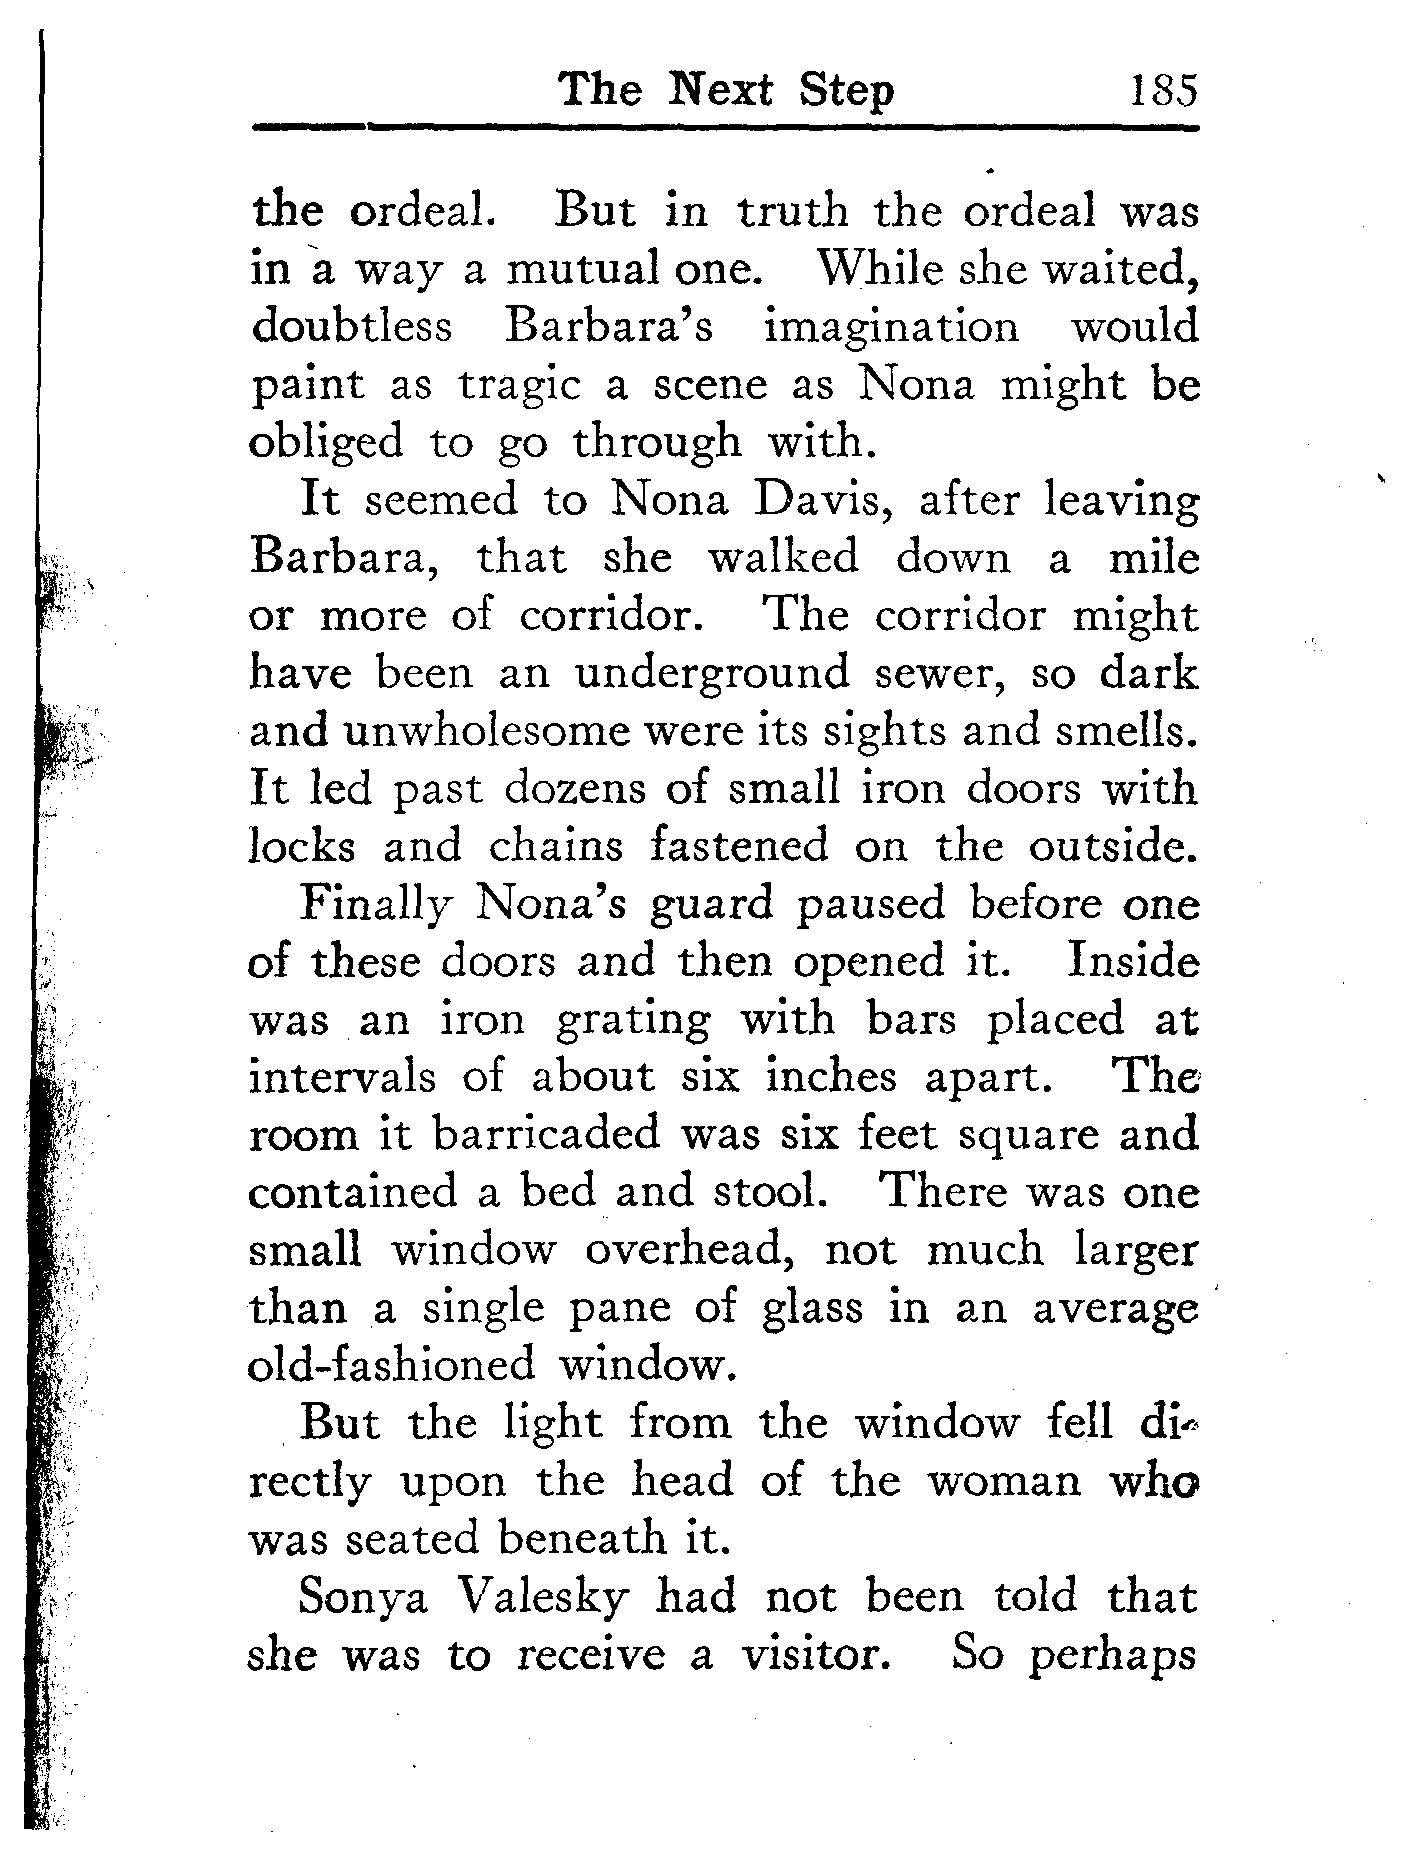 The Next Step 185
the ordeal. But in truth the ordeal was
in a way a mutual one. While she waited,
doubtless Barbara's imagination would
paint as tragic a scene as Nona might be
obliged to go through with.
It seemed to Nona Davis, after leaving
Barbara, that she walked down a mile
or more of corridor. The corridor might
have been an underground sewer, so dark
and unwholesome were its sights and smells.
It led past dozens of small iron doors with
locks and chains fastened on the outside.
Finally Nona's guard paused before one
of these doors and then opened it. Inside
was an iron grating with bars placed at
intervals of about six inches apart. The
room it barricaded was six feet square and
contained a bed and stool. There was one
small window overhead, not much larger
than a single pane of glass in an average
old-fashioned window.
But the light from the window fell di-
rectly upon the head of the woman who
was seated beneath it.
Sonya Valesky had not been told that
she was to receive a visitor. So perhaps